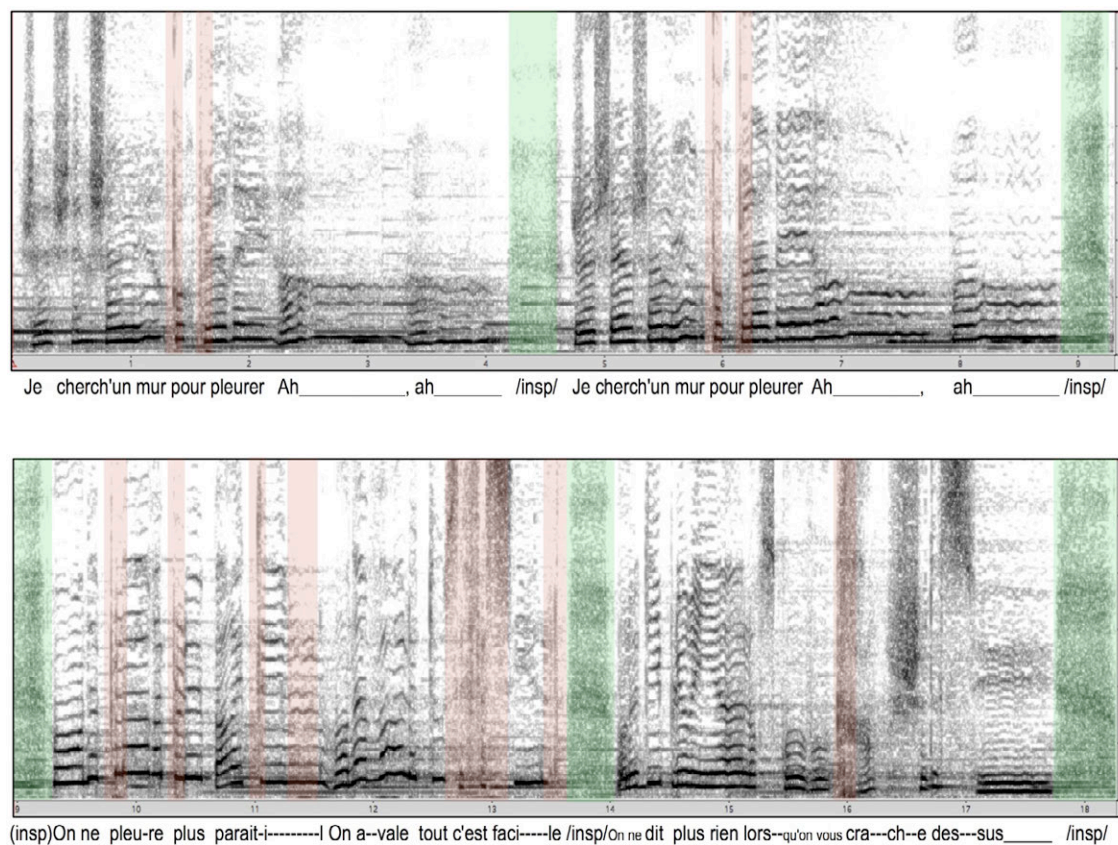 1 2 3 4 5 6 7 8 9
Je cherch'un mur pour pleurer Ah__________, ah______ /insp/ Je cherch'un mur pour pleurer Ah________, ah________ /insp/
9 10 11 12 13 14 15 16 17 18
(insp)On ne pleu-re plus parait-i---------l On a--vale tout c'est faci-----le /insp/On ne dit plus rien lors--qu'on vous cra---ch--e des---sus_____ /insp/